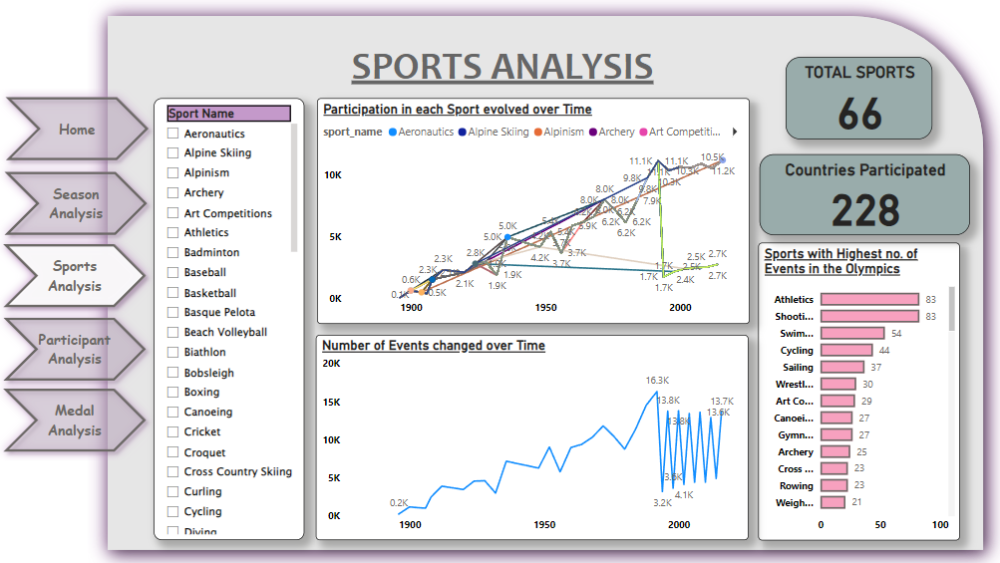 SPORTS ANALYSIS
TOTAL SPORTS
66
Countries Participated
228
Home
Season
Analysis
Sports
Analysis
Participant
Analysis
Medal
Analysis
Sport Name
Aeronautics
Alpine Skiing
Alpinism
Archery
Art Competitions
Athletics
Badminton
Baseball
Basketball
Basque Pelota
Beach Volleyball
Biathlon
Bobsleigh
Boxing
Canoeing
Cricket
Croquet
Cross Country Skiing
Curling
Cycling
Diving
Participation in each Sport evolved over Time
sport_name Aeronautics Alpine Skiing Alpinism Archery Art Competiti...
10K
5K
0K
0.6K
0.5K
2.3K
2.3K
2.1K
2.8K
1.9K
1.9K
5.0K
5.0K
4.2K
3.7K
3.7K
8.0K
8.0K
6.2K
6.2K
6.2K
7.9K
9.8K
9.8K
11.1K
11.1K
10.3K
10.5K
11.2K
1.7K
1.7K
1.7K
2.4K
2.5K
2.5K
2.7K
2.7K
1900 1950 2000
Number of Events changed over Time
20K
15K
10K
5K
0K
0.2K
16.3K
13.8K
13.8K
13.7K
13.6K
3.2K
4.1K
1900 1950 2000
Sports with Highest no. of
Events in the Olympics
Athletics 83
Shooti... 83
Swim... 54
Cycling 44
Sailing 37
Wrestl... 30
Art Co... 29
Canoei... 27
Gymn... 27
Archery 25
Cross ... 23
Rowing 23
Weigh... 21
0 50 100